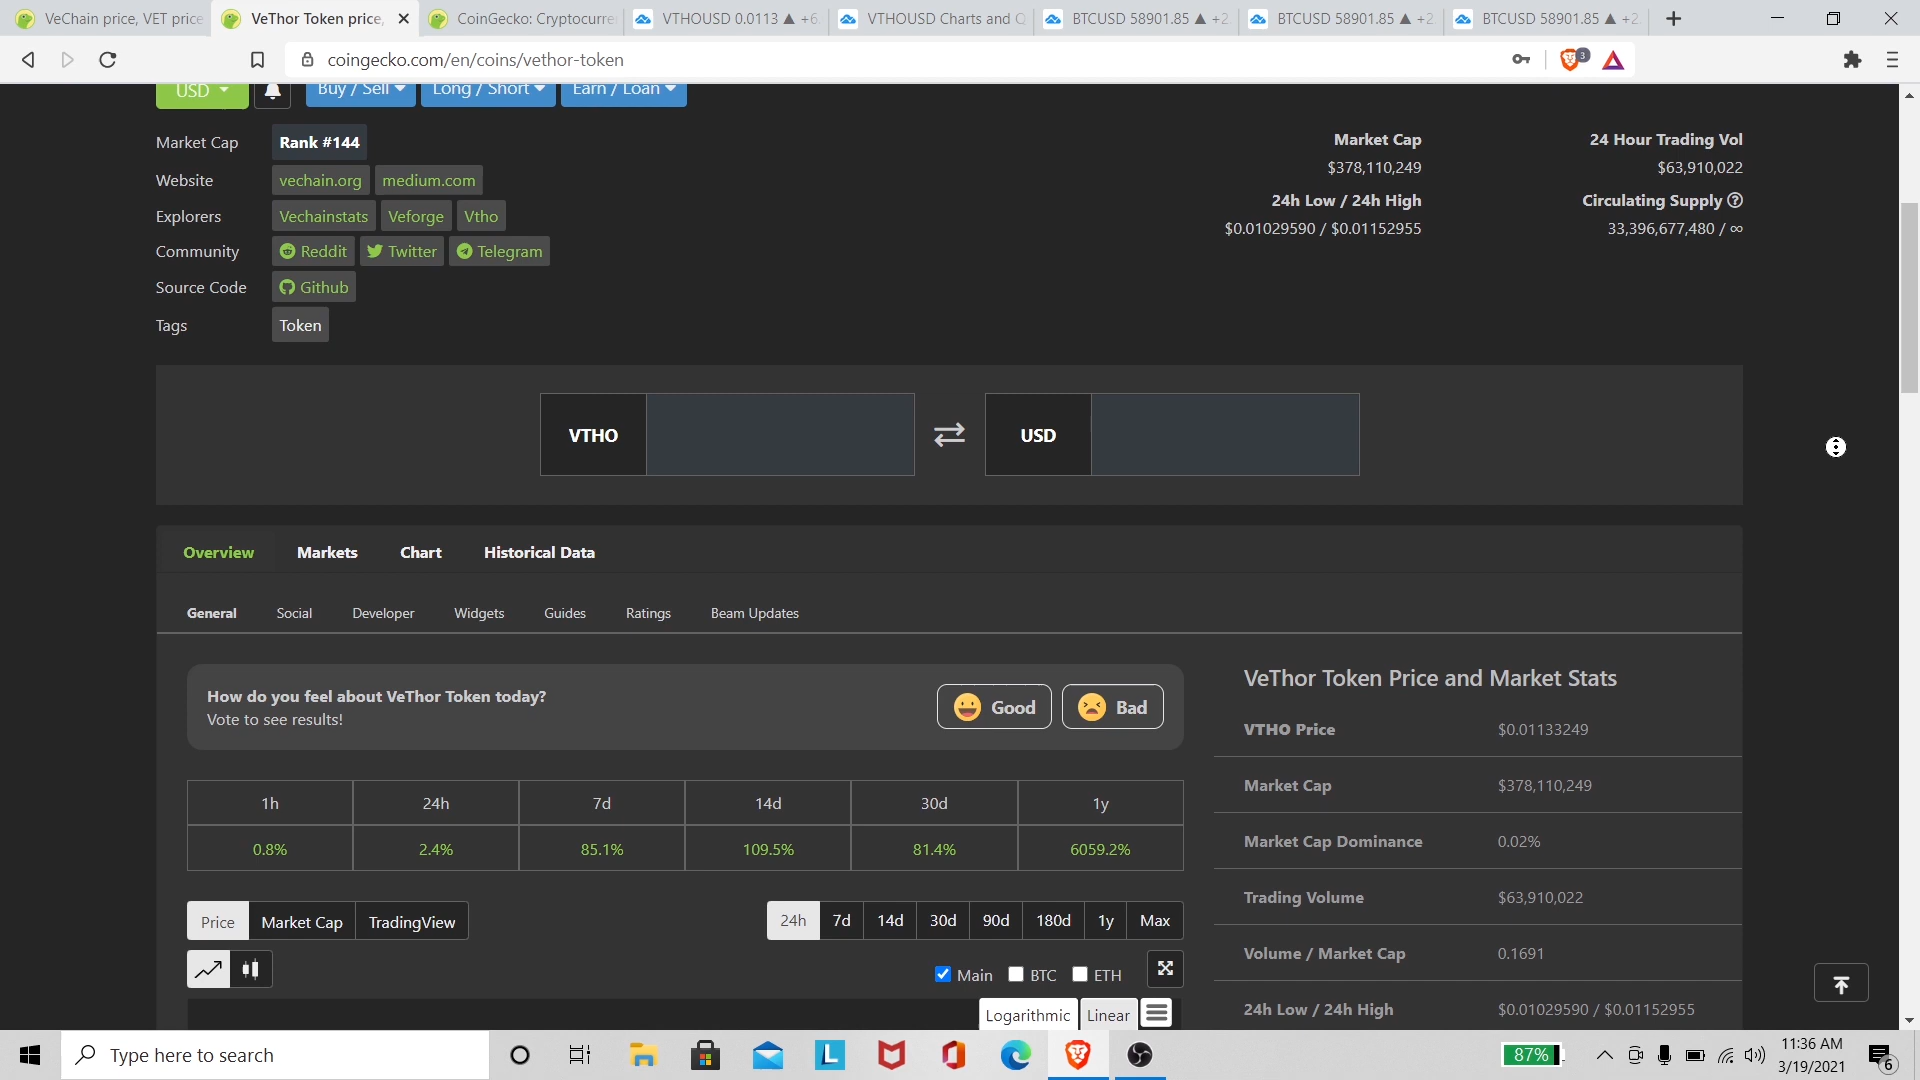 VeChain price, VET price
VeThor Token price,
CoinGecko: Cryptocurre
VTHOUSD 0.0113 ▲ +6.
VTHOUSD Charts and Q
BTCUSD 58901.85 ▲ +2
BTCUSD 58901.85 ▲ +2
BTCUSD 58901.85 ▲ +2
coingecko.com/en/coins/vethor-token
3
USD
Buy / Sell
Long / Short
Earn / Loan
Market Cap
Rank #144
Website
vechain.org
medium.com
Explorers
Vechainstats
Veforge
Vtho
Community
Reddit
Twitter
Telegram
Source Code
Github
Tags
Token
Market Cap
$378,110,249
24 Hour Trading Vol
$63,910,022
24h Low / 24h High
$0.01029590 / $0.01152955
Circulating Supply
33,396,677,480 / ∞
VTHO
USD
Overview
Markets
Chart
Historical Data
General
Social
Developer
Widgets
Guides
Ratings
Beam Updates
How do you feel about VeThor Token today?
Vote to see results!
Good
Bad
1h 24h 7d 14d 30d 1y
0.8% 2.4% 85.1% 109.5% 81.4% 6059.2%
Price
Market Cap
TradingView
24h 7d 14d 30d 90d 180d 1y Max
Main BTC ETH
Logarithmic
Linear
VeThor Token Price and Market Stats
VTHO Price $0.01133249
Market Cap $378,110,249
Market Cap Dominance 0.02%
Trading Volume $63,910,022
Volume / Market Cap 0.1691
24h Low / 24h High $0.01029590 / $0.01152955
Type here to search
L
87%
11:36 AM
3/19/2021
6